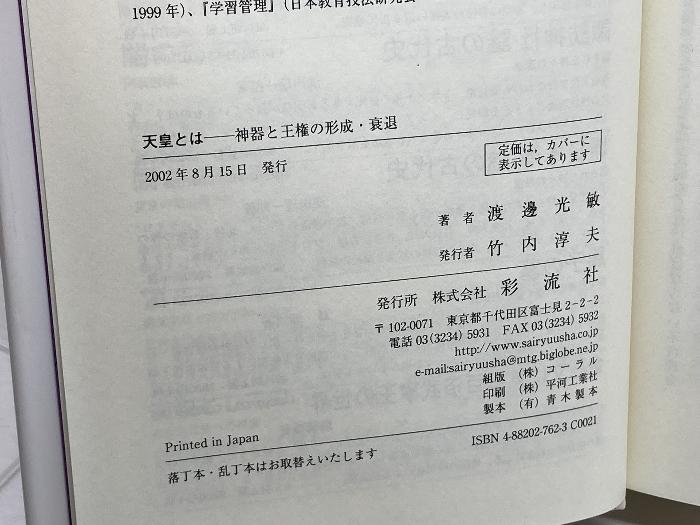 1999年)、『学習管理』(日本教育技法研究会
天皇とは――神器と王権の形成・衰退
2002年8月15日 発行
定価は，カバーに
表示してあります
著者 渡邊光敏
発行者 竹内淳夫
発行所 株式会社 彩流社
〒102-0071 東京都千代田区富士見2-2-2
電話 03(3234)5931 FAX 03(3234)5932
http://www.sairyuusha.co.jp
e-mail:sairyuusha@mtg.biglobe.ne.jp
組版 (株)コーラル
印刷 (株)平河工業社
製本 (有)青木製本
Printed in Japan
ISBN 4-88202-762-3 C0021
落丁本・乱丁本はお取替えいたします